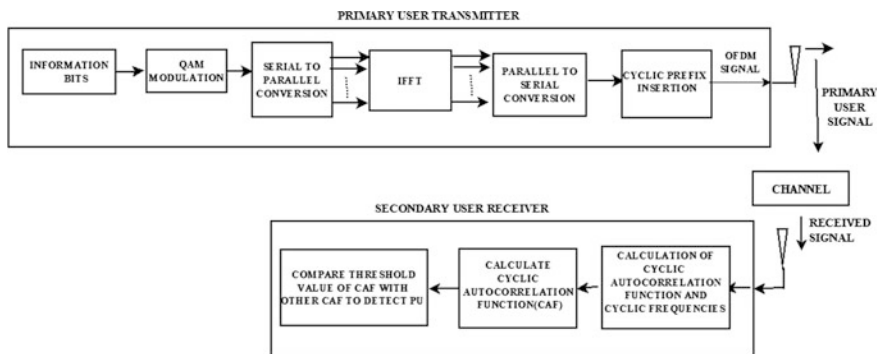 PRIMARY USER TRANSMITTER
INFORMATION
BITS
QAM
MODULATION
SERIAL TO
PARALLEL
CONVERSION
IFFT
PARALLEL TO
SERIAL
CONVERSION
CYCLIC PREFIX
INSERTION
OFDM
SIGNAL
PRIMARY
USER
SIGNAL
CHANNEL
RECEIVED
SIGNAL
SECONDARY USER RECEIVER
CALCULATION OF
CYCLIC
AUTOCORRELATION
FUNCTION AND
CYCLIC FREQUENCIES
CALCULATE
CYCLIC
AUTOCORRELATION
FUNCTION(CAF)
COMPARE THRESHOLD
VALUE OF CAF WITH
OTHER CAF TO DETECT PU